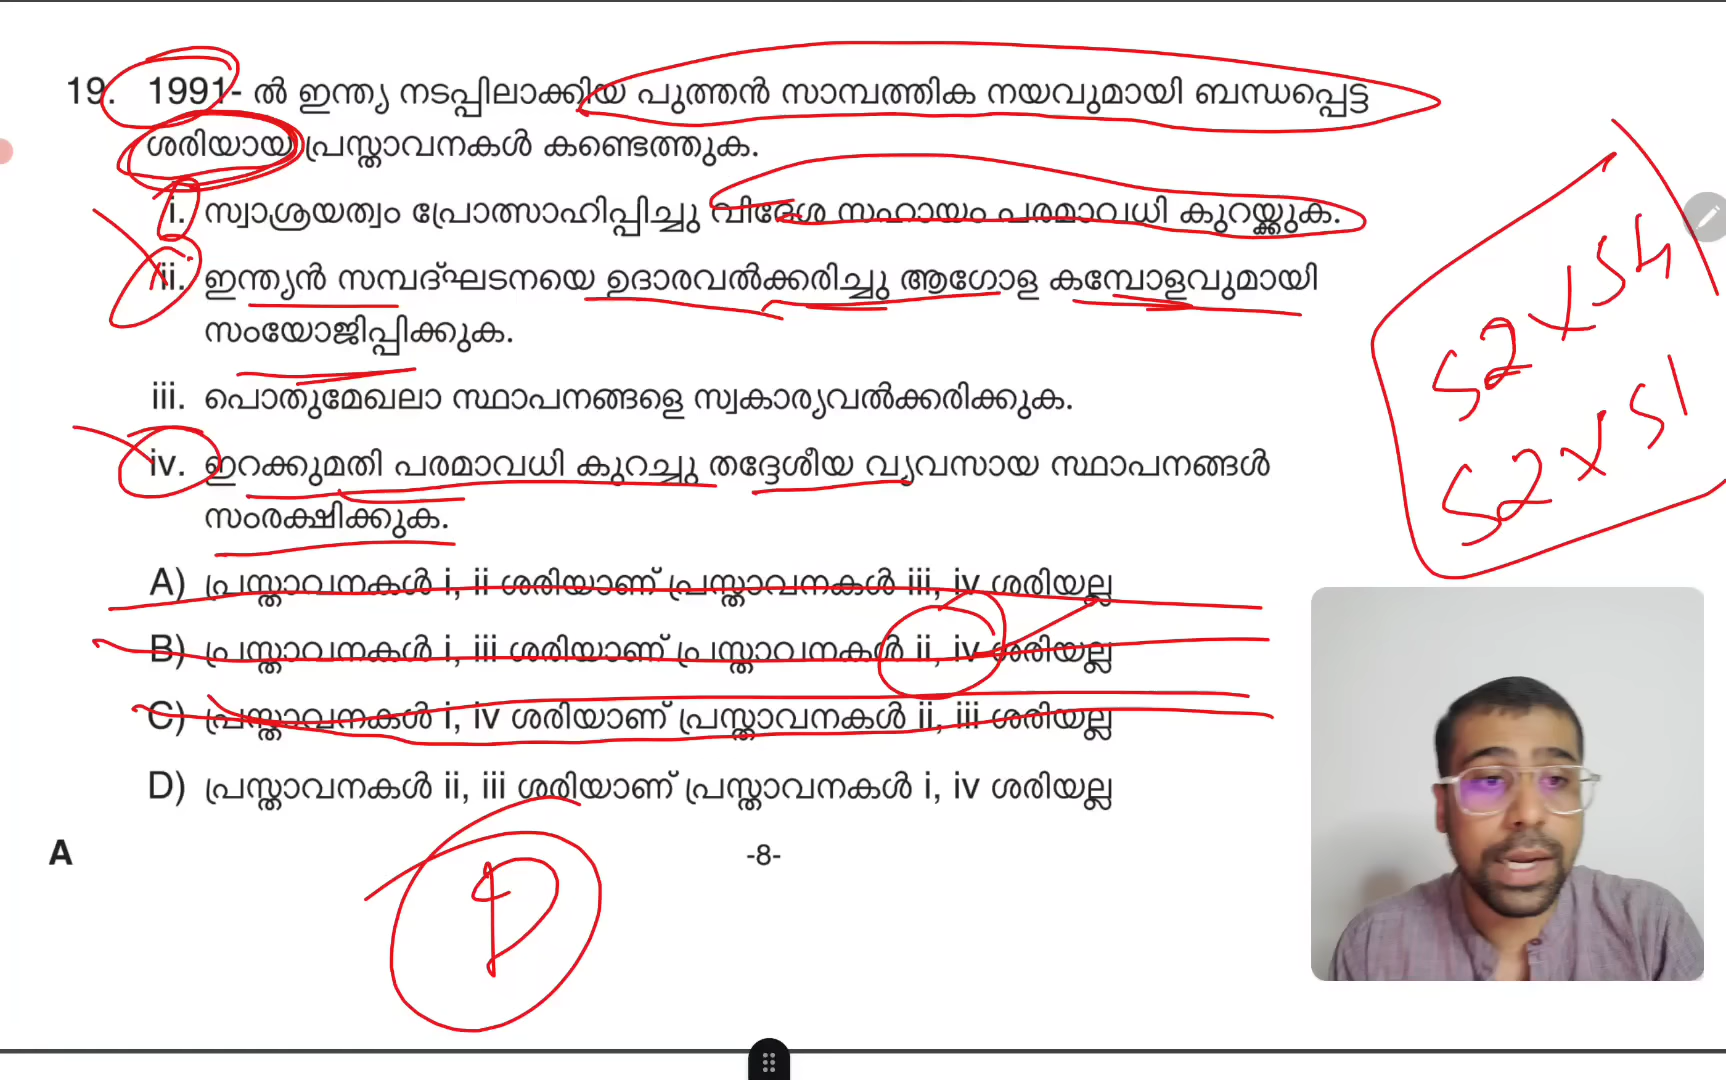 19. 1991- ൽ ഇന്ത്യ നടപ്പിലാക്കിയ പുത്തൻ സാമ്പത്തിക നയവുമായി ബന്ധപ്പെട്ട
ശരിയായ പ്രസ്താവനകൾ കണ്ടെത്തുക.
i. സ്വാശ്രയത്വം പ്രോത്സാഹിപ്പിച്ചു വിദേശ സഹായം പരമാവധി കുറയ്ക്കുക.
ii. ഇന്ത്യൻ സമ്പദ്ഘടനയെ ഉദാരവൽക്കരിച്ചു ആഗോള കമ്പോളവുമായി
സംയോജിപ്പിക്കുക.
iii. പൊതുമേഖലാ സ്ഥാപനങ്ങളെ സ്വകാര്യവൽക്കരിക്കുക.
iv. ഇറക്കുമതി പരമാവധി കുറച്ചു തദ്ദേശീയ വ്യവസായ സ്ഥാപനങ്ങൾ
സംരക്ഷിക്കുക.
A) പ്രസ്താവനകൾ i, ii ശരിയാണ് പ്രസ്താവനകൾ iii, iv ശരിയല്ല
B) പ്രസ്താവനകൾ i, iii ശരിയാണ് പ്രസ്താവനകൾ ii, iv ശരിയല്ല
C) പ്രസ്താവനകൾ i, iv ശരിയാണ് പ്രസ്താവനകൾ ii, iii ശരിയല്ല
D) പ്രസ്താവനകൾ ii, iii ശരിയാണ് പ്രസ്താവനകൾ i, iv ശരിയല്ല
A
-8-
D
S2 x S4
S2 x S1